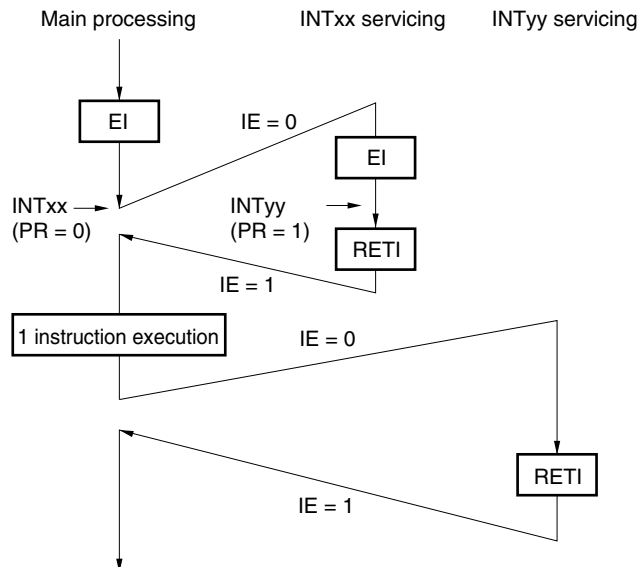 Main processing
INTxx servicing
INTyy servicing
EI
IE = 0
EI
INTxx
(PR = 0)
INTyy
(PR = 1)
RETI
IE = 1
1 instruction execution
IE = 0
RETI
IE = 1